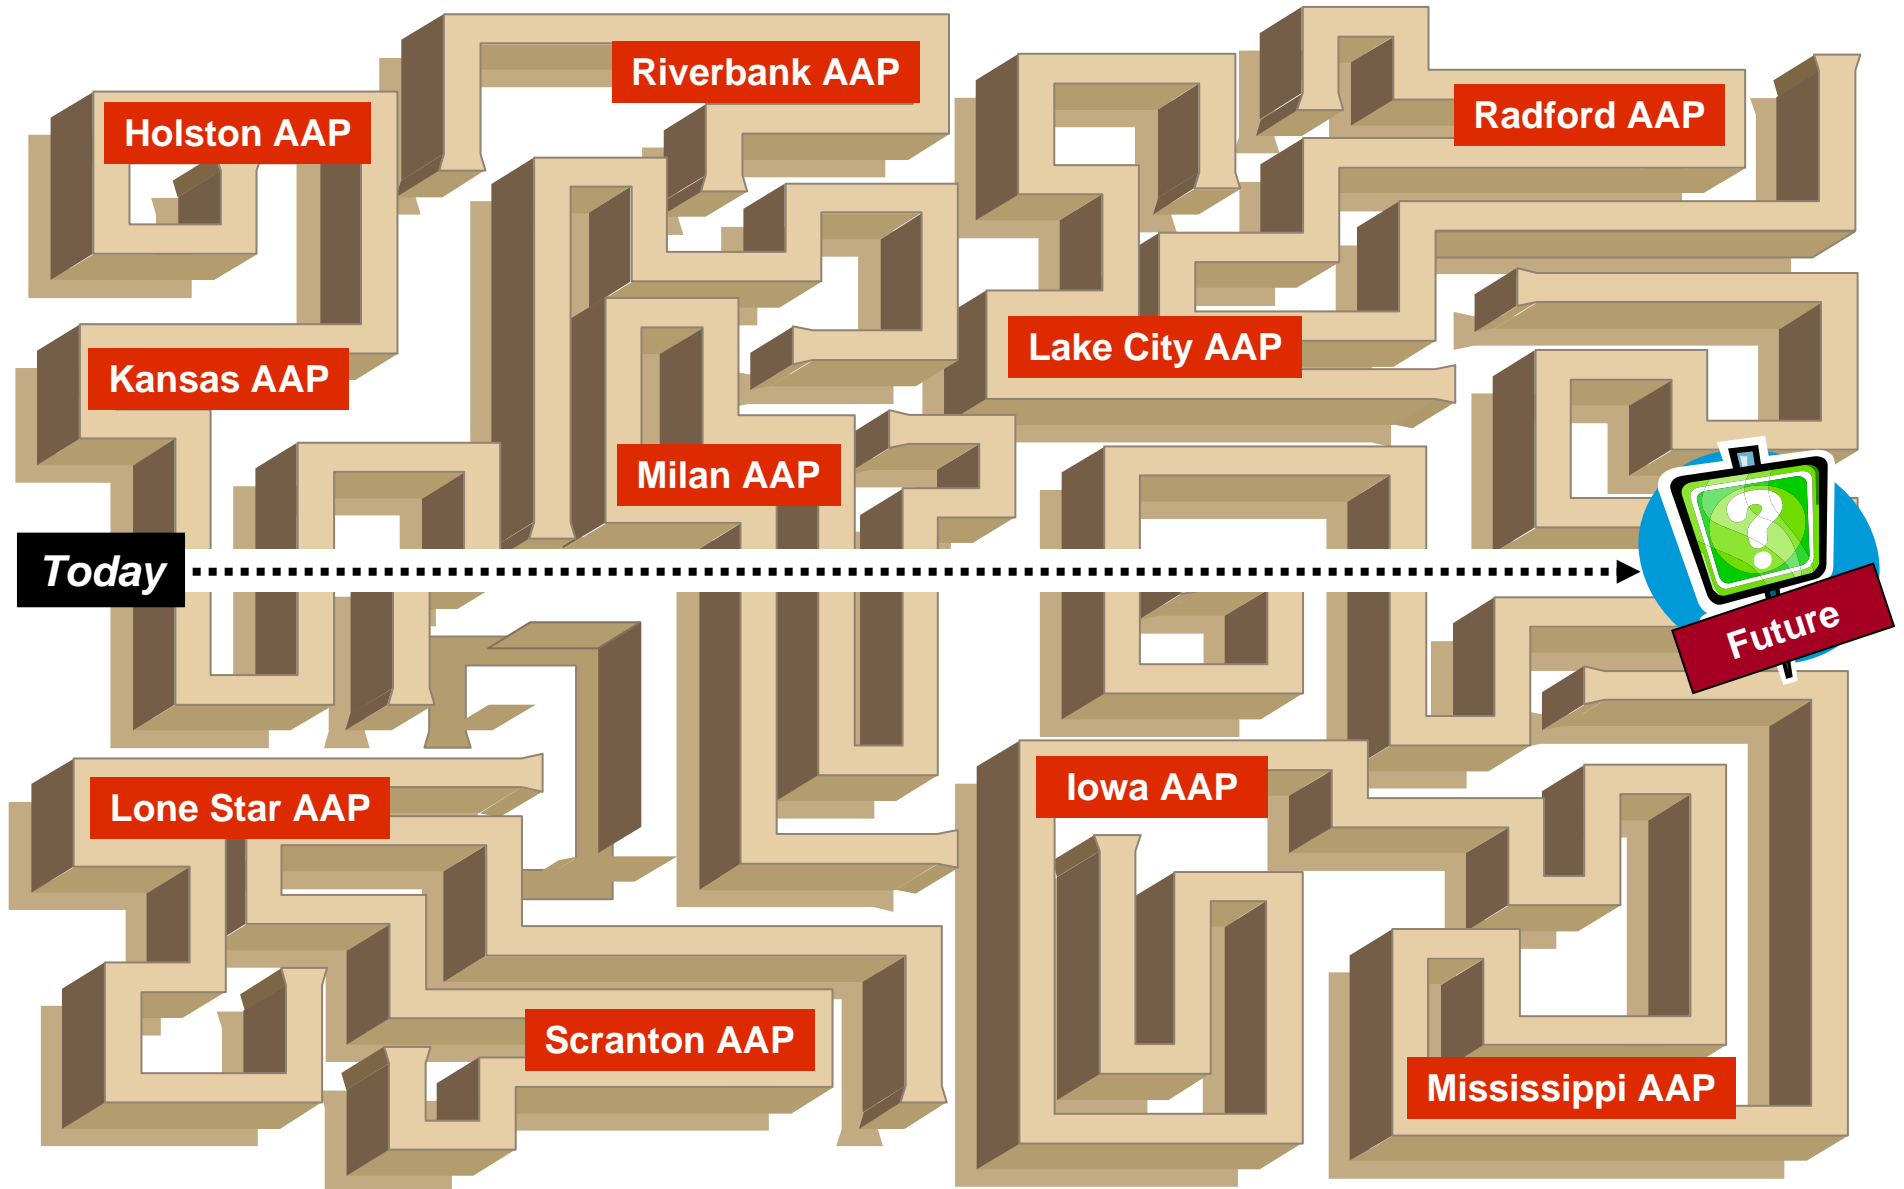 Riverbank AAP
Radford AAP
Holston AAP
Lake City AAP
Kansas AAP
Milan AAP
Today
?
Future
Lone Star AAP
Iowa AAP
Scranton AAP
Mississippi AAP